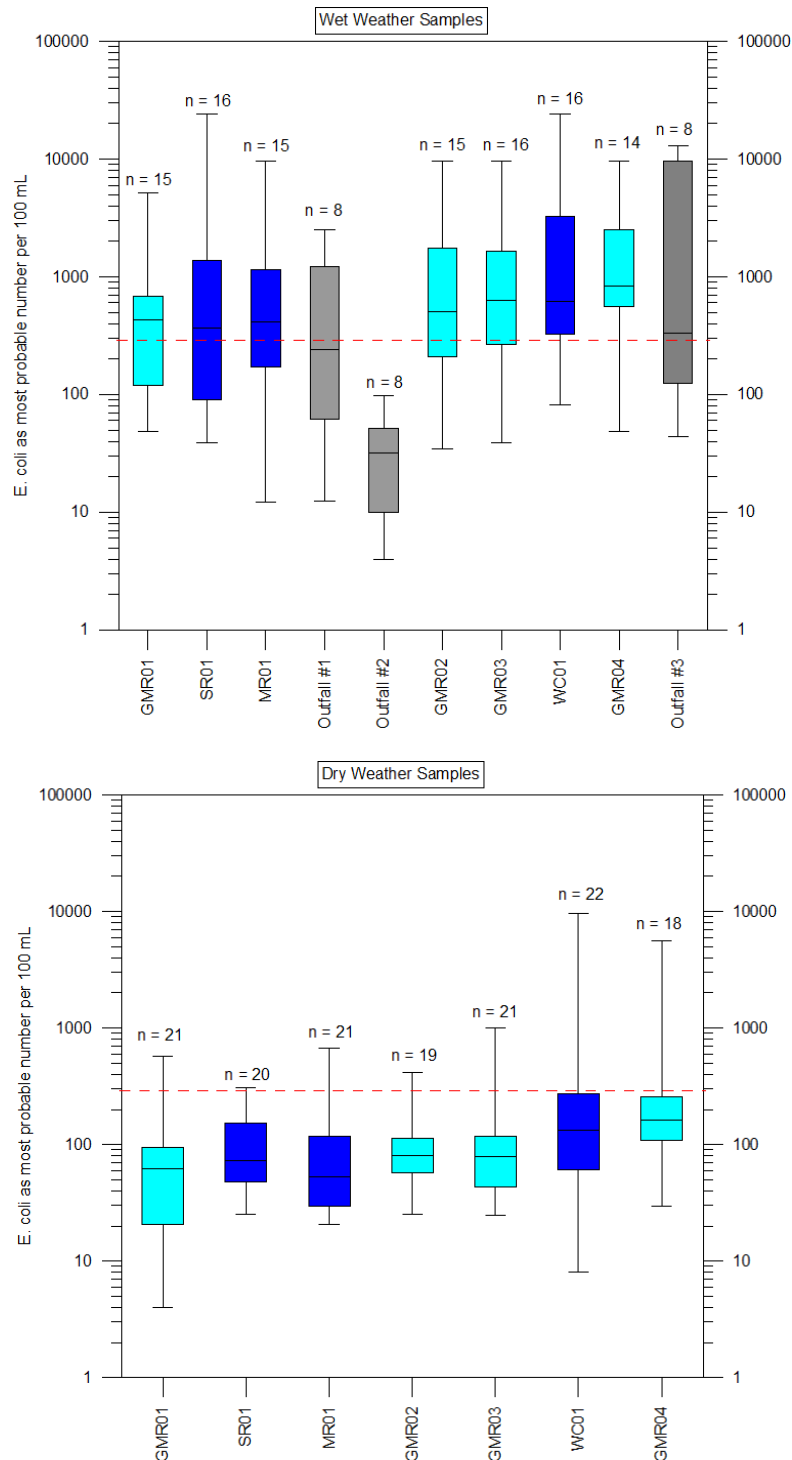 Wet Weather Samples
100000
100000
n = 16
n = 16
n = 15
n = 15
n = 15
n = 16
n = 14
n = 8
10000
10000
n = 8
1000
1000
n = 8
100
100
10
10
1
1
E. coli as most probable number per 100 mL
GMR01
SR01
MR01
Outfall #1
Outfall #2
GMR02
GMR03
WC01
GMR04
Outfall #3
Dry Weather Samples
100000
100000
n = 22
n = 18
10000
10000
n = 21
n = 20
n = 21
n = 19
n = 21
1000
1000
100
100
10
10
1
1
E. coli as most probable number per 100 mL
GMR01
SR01
MR01
GMR02
GMR03
WC01
GMR04